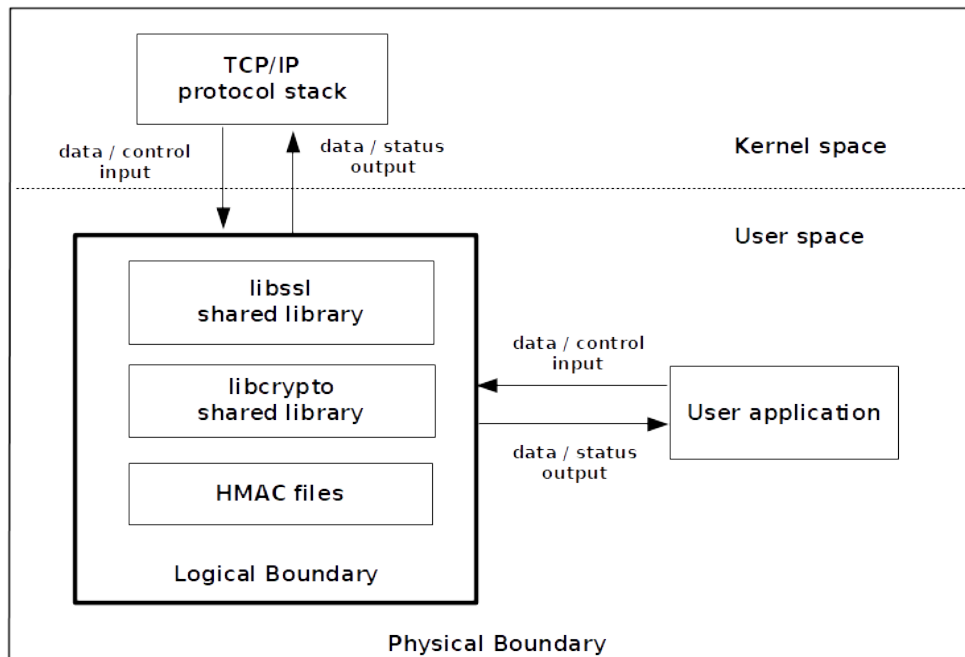 TCP/IP
protocol stack
data / control
input
data / status
output
Kernel space
User space
libssl
shared library
data / control
input
libcrypto
shared library
User application
data / status
output
HMAC files
Logical Boundary
Physical Boundary